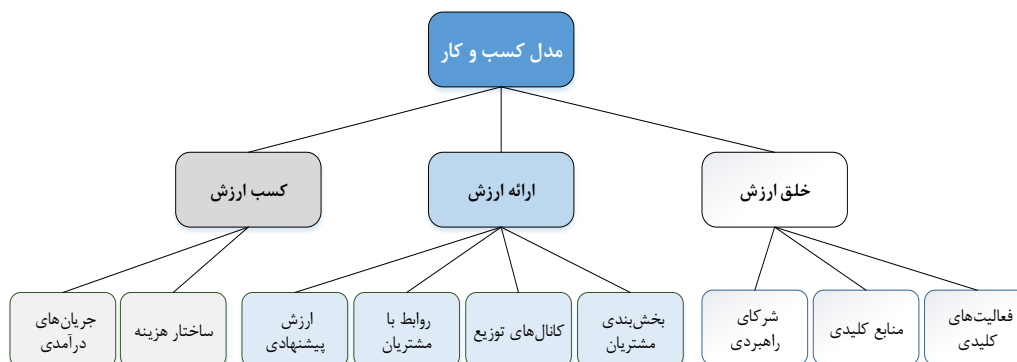 مدل کسب و کار
خلق ارزش
ارائه ارزش
کسب ارزش
فعالیت‌های
کلیدی
منابع کلیدی
شرکای
راهبردی
بخش‌بندی
مشتریان
کانال‌های توزیع
روابط با
مشتریان
ارزش
پیشنهادی
ساختار هزینه
جریان‌های
درآمدی